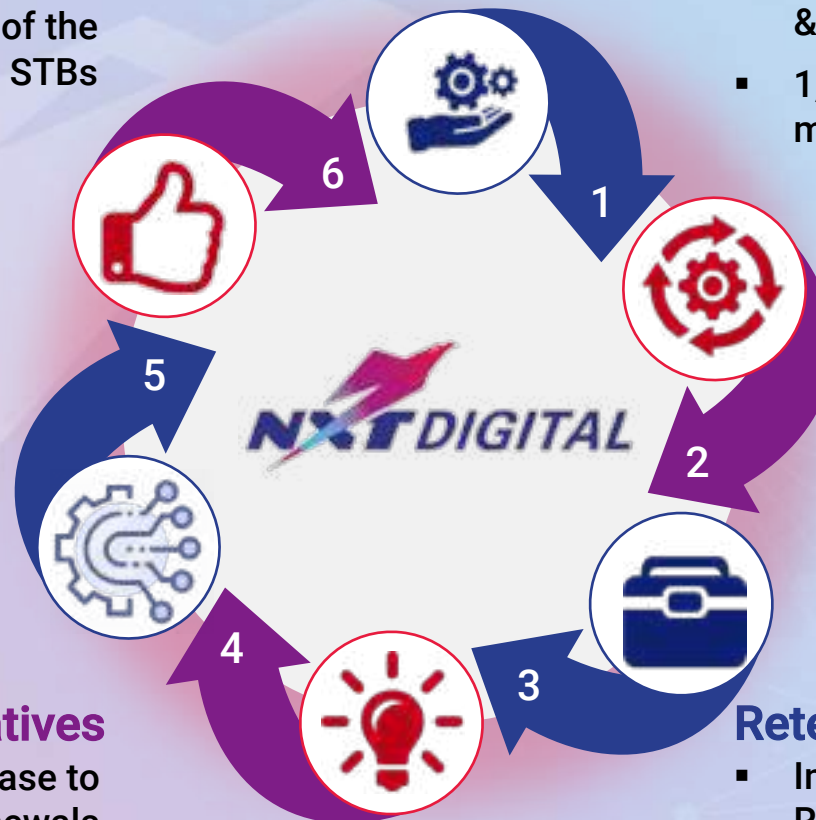 of the
STBs
&
1,
m
6
1
5
NXTDIGITAL
2
4
3
atives
ase to
Rete
In